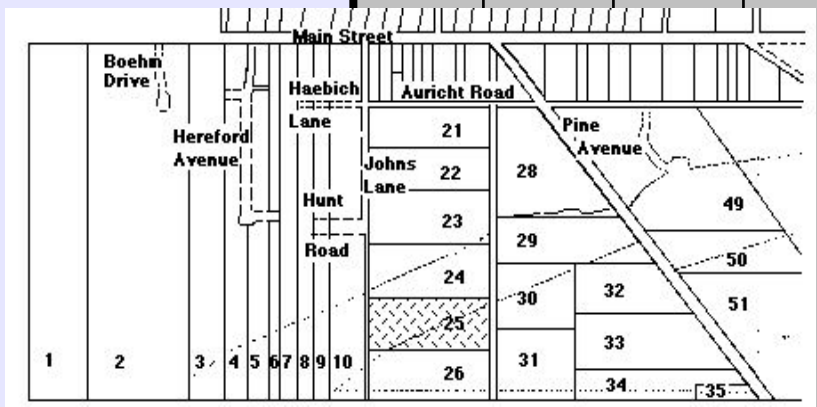 Main Street
Boehm
Drive
Haebich
Lane
Auricht Road
Hereford
Avenue
Johns
Lane
Pine
Avenue
Hunt
Road
21
22
23
24
25
26
28
29
30
31
32
33
34
35
49
50
51
1
2
3
4
5
6
7
8
9
10